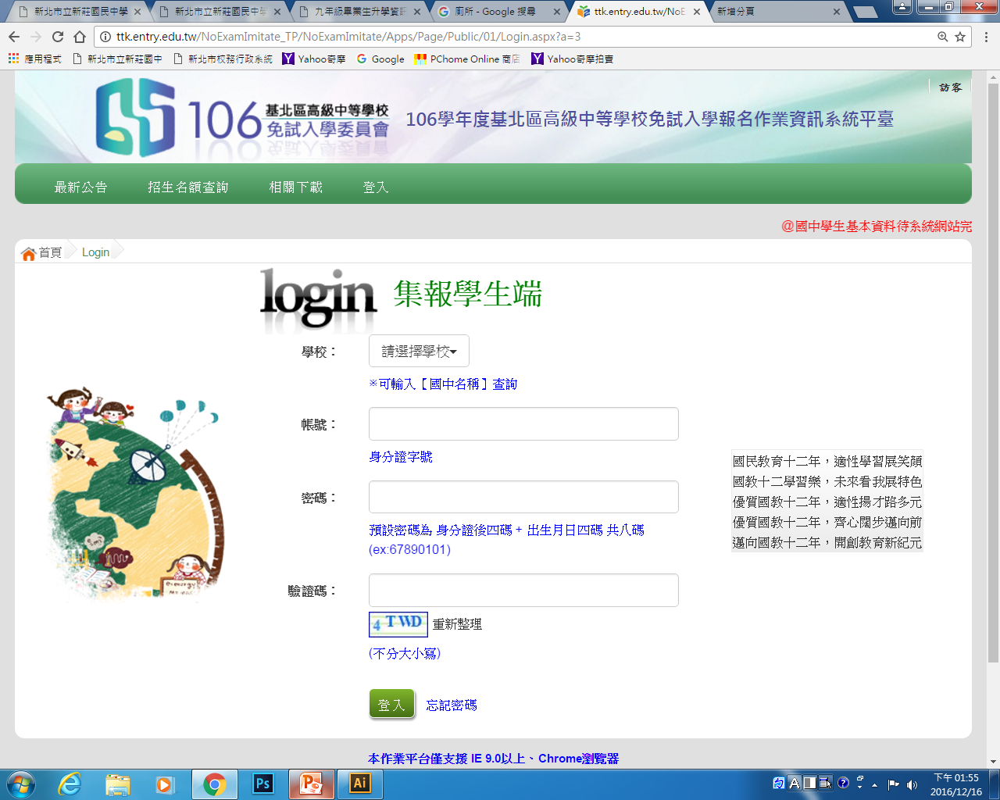 新北市立新莊國民中學
新北市立新莊國民中學
九年級畢業生升學資訊
廁所 - Google 搜尋
ttk.entry.edu.tw/NoE
新增分頁
ttk.entry.edu.tw/NoExamImitate_TP/NoExamImitate/Apps/Page/Public/01/Login.aspx?a=3
應用程式
新北市立新莊國中
新北市校務行政系統
Yahoo奇摩
Google
PChome Online 商店
Yahoo奇摩拍賣
訪客
106 基北區高級中等學校
免試入學委員會
106學年度基北區高級中等學校免試入學報名作業資訊系統平臺
最新公告 招生名額查詢 相關下載 登入
@國中學生基本資料待系統網站完
首頁 Login
login 集報學生端
學校：
請選擇學校
※可輸入【國中名稱】查詢
帳號：
身分證字號
密碼：
預設密碼為 身分證後四碼 + 出生月日四碼 共八碼
(ex:67890101)
驗證碼：
4TWD 重新整理
(不分大小寫)
登入 忘記密碼
國民教育十二年，適性學習展笑顏
國教十二學習樂，未來看我展特色
優質國教十二年，適性揚才路多元
優質國教十二年，齊心闊步邁向前
邁向國教十二年，開創教育新紀元
本作業平台僅支援 IE 9.0以上、Chrome瀏覽器
Ps
Ai
下午 01:55
2016/12/16